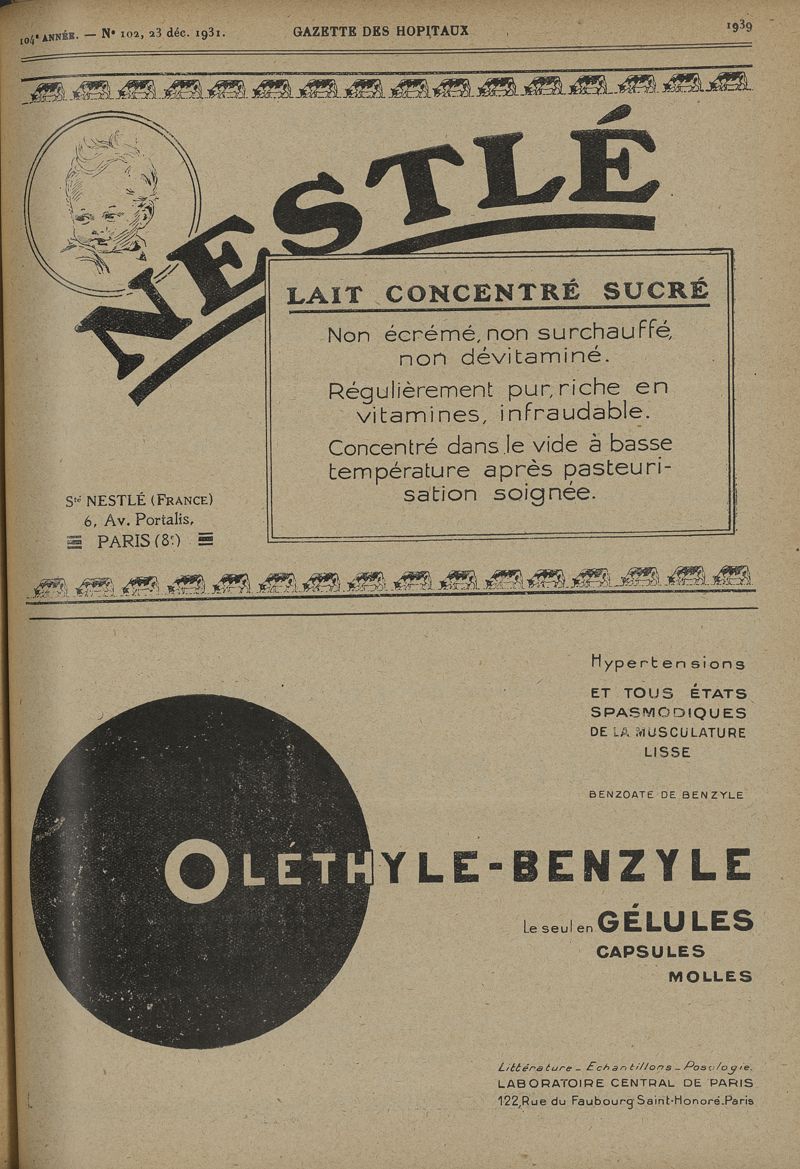 104e ANNÉE. — N° 102, 23 déc. 1931. GAZETTE DES HOPITAUX 1939
NESTLÉ
LAIT CONCENTRÉ SUCRÉ
Non écrémé, non surchauffé,
non dévitaminé.
Régulièrement pur, riche en
vitamines, infraudable.
Concentré dans le vide à basse
température après pasteuri-
sation soignée.
Sté NESTLÉ (FRANCE)
6, Av. Portalis,
PARIS (8e)
Hypertensions
ET TOUS ÉTATS
SPASMODIQUES
DE LA MUSCULATURE
LISSE
BENZOATE DE BENZYLE
OLÉTHYLE-BENZYLE
Le seul en GÉLULES
CAPSULES
MOLLES
Littérature _ Echantillons _ Posologie.
LABORATOIRE CENTRAL DE PARIS
122, Rue du Faubourg Saint-Honoré. Paris